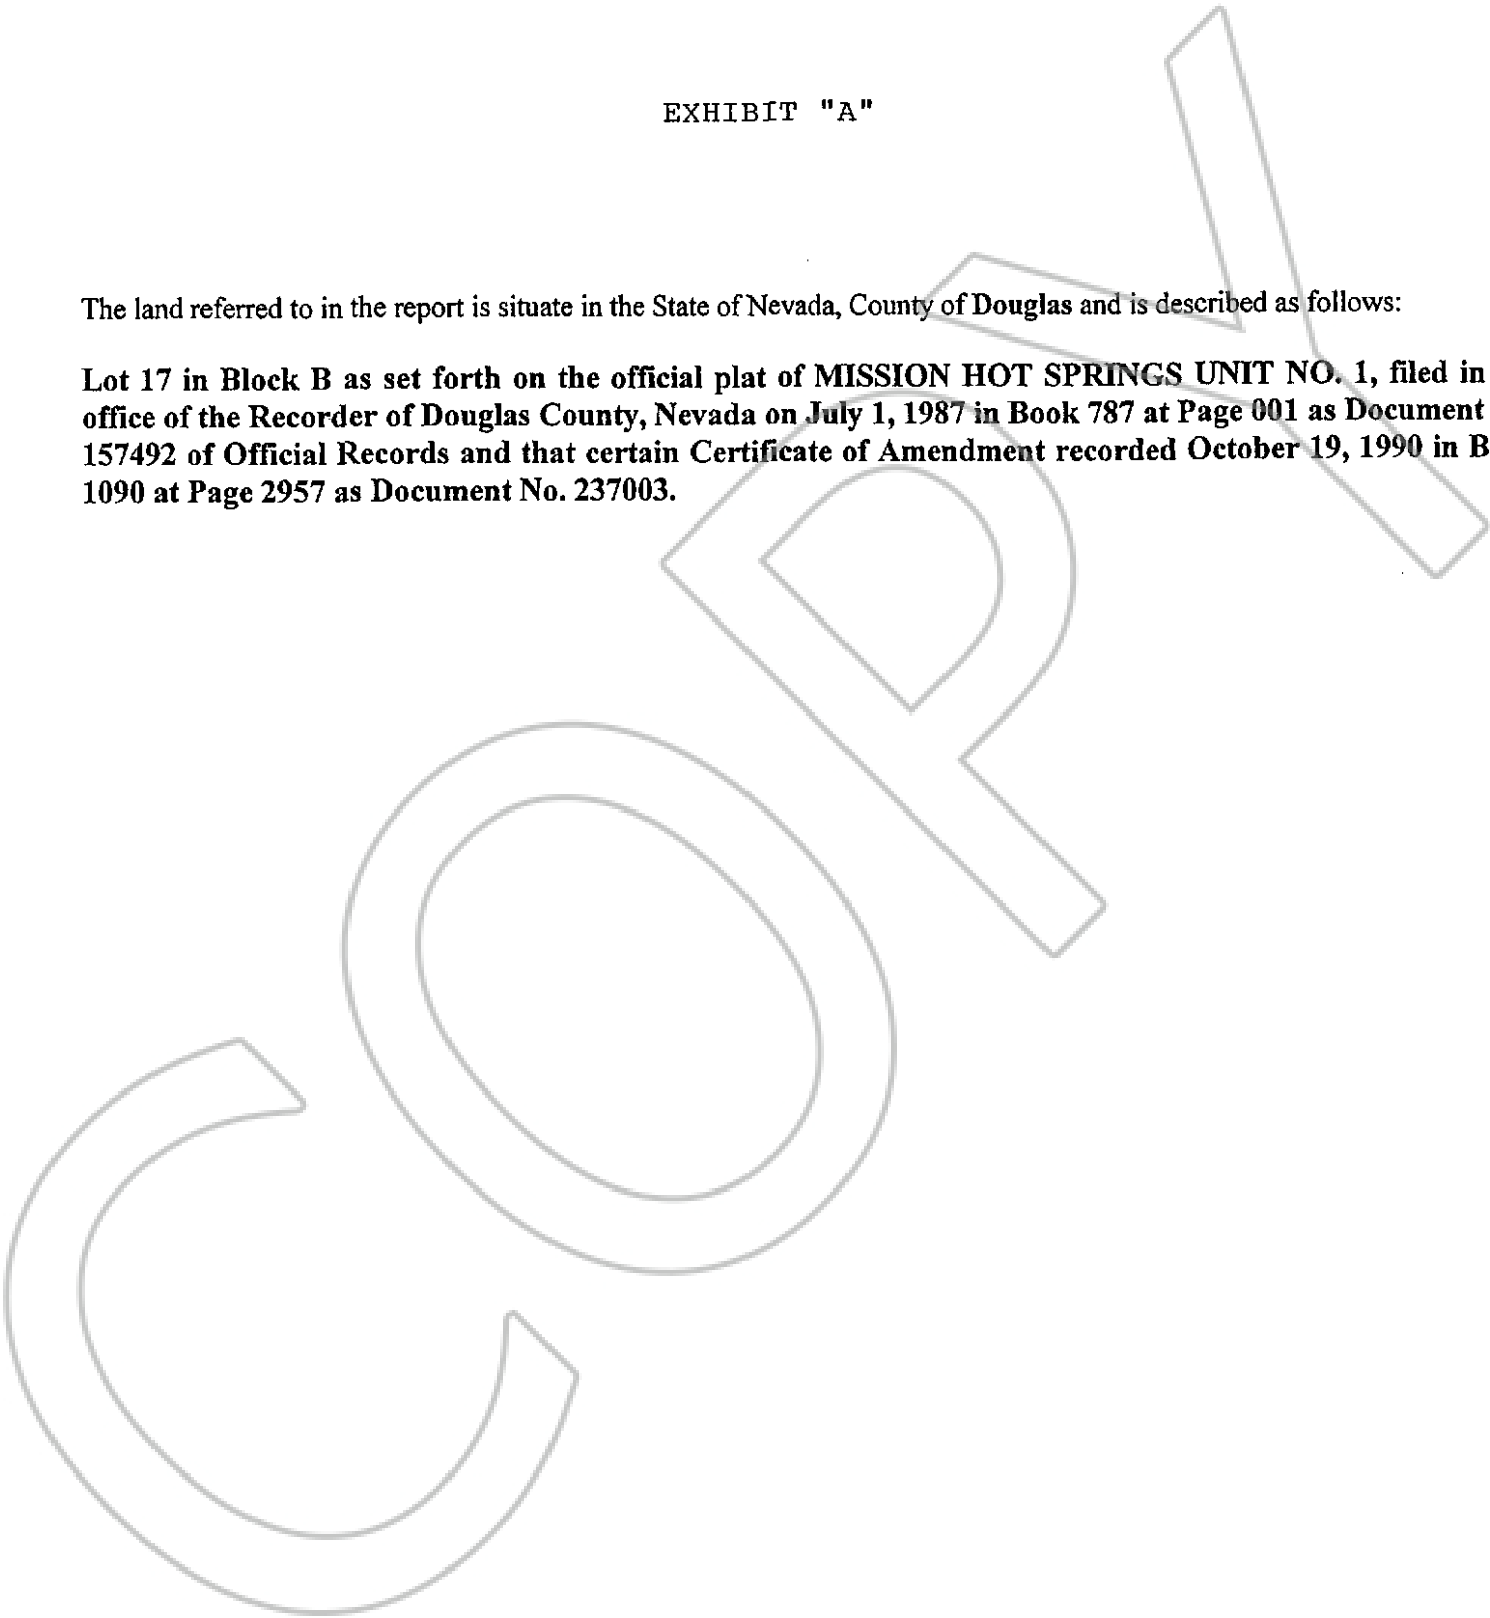 EXHIBIT "A"
The land referred to in the report is situate in the State of Nevada, County of Douglas and is described as follows:
Lot 17 in Block B as set forth on the official plat of MISSION HOT SPRINGS UNIT NO. 1, filed in
office of the Recorder of Douglas County, Nevada on July 1, 1987 in Book 787 at Page 001 as Document
157492 of Official Records and that certain Certificate of Amendment recorded October 19, 1990 in B
1090 at Page 2957 as Document No. 237003.
COPY